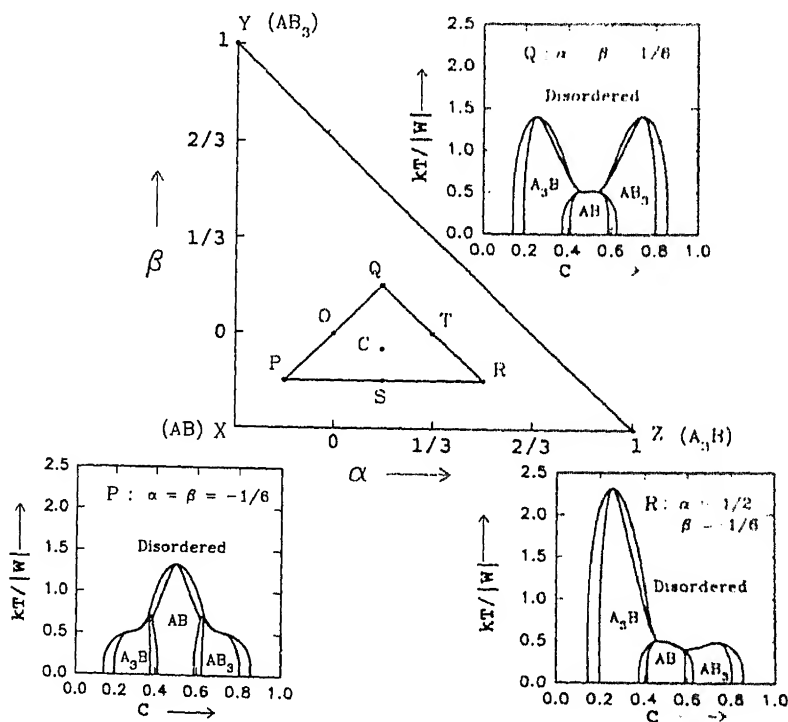 Y (AB₃)
1
2/3
1/3
0
β
Q
O
T
C
P
R
S
(AB) X
Z (A₃B)
0
1/3
2/3
1
α
2.5
2.0
1.5
1.0
0.5
0.0
kT/|W|
Q : α β 1/6
Disordered
A₃B
AB
AB₃
0.0 0.2 0.4 0.6 0.8 1.0
C
2.5
2.0
1.5
1.0
0.5
0.0
kT/|W|
P : α = β = -1/6
Disordered
AB
A₃B
AB₃
0.0 0.2 0.4 0.6 0.8 1.0
C
2.5
2.0
1.5
1.0
0.5
0.0
kT/|W|
R: α 1/2
β 1/6
Disordered
A₃B
AB
AB₃
0.0 0.2 0.4 0.6 0.8 1.0
C